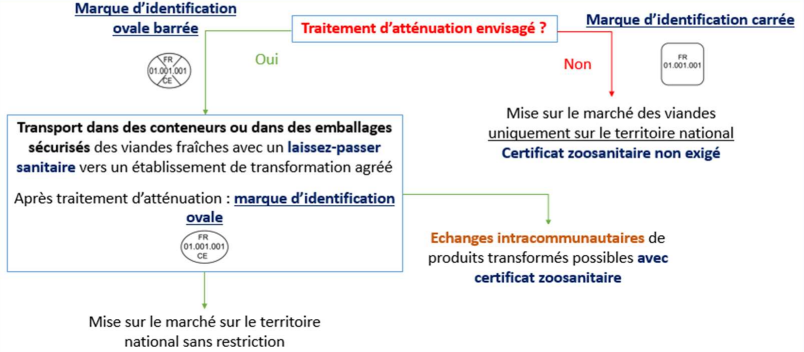 Marque d'identification
ovale barrée
Traitement d'atténuation envisagé ?
Marque d'identification carrée
FR
01.001.001
CE
Oui
Non
FR
01.001.001
Mise sur le marché des viandes
uniquement sur le territoire national
Certificat zoosanitaire non exigé
Transport dans des conteneurs ou dans des emballages
sécurisés des viandes fraîches avec un laissez-passer
sanitaire vers un établissement de transformation agréé
Après traitement d'atténuation : marque d'identification
ovale
FR
01.001.001
CE
Echanges intracommunautaires de
produits transformés possibles avec
certificat zoosanitaire
Mise sur le marché sur le territoire
national sans restriction